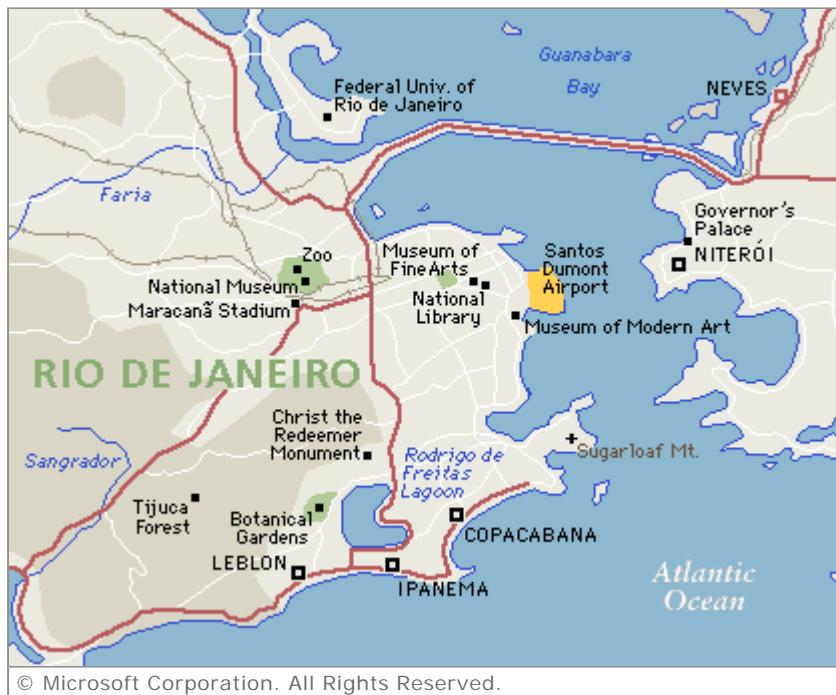 Guanabara
Bay
Federal Univ. of
Rio de Janeiro
NEVES
Faria
Governor's
Palace
NITERÓI
Zoo
National Museum
Maracanã Stadium
Museum of
Fine Arts
National
Library
Santos
Dumont
Airport
Museum of Modern Art
RIO DE JANEIRO
Christ the
Redeemer
Monument
Rodrigo de
Freitas
Lagoon
Sugarloaf Mt.
Sangrador
Tijuca
Forest
Botanical
Gardens
COPACABANA
LEBLON
IPANEMA
Atlantic
Ocean
© Microsoft Corporation. All Rights Reserved.